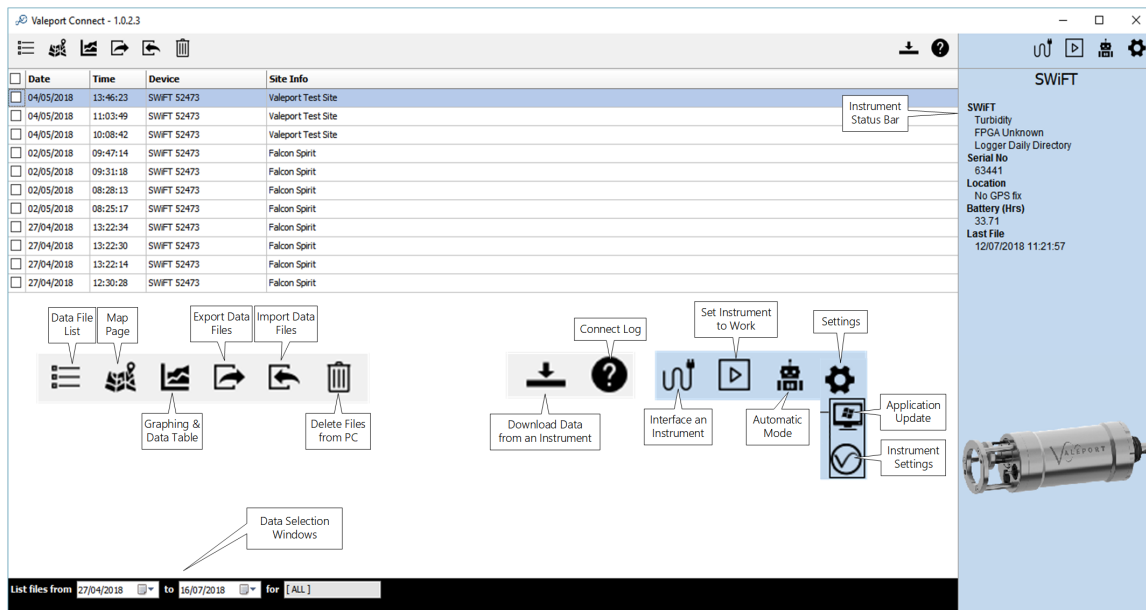 Valeport Connect - 1.0.2.3
Date Time Device Site Info
04/05/2018 13:46:23 SWiFT 52473 Valeport Test Site
04/05/2018 11:03:49 SWiFT 52473 Valeport Test Site
04/05/2018 10:08:42 SWiFT 52473 Valeport Test Site
02/05/2018 09:47:14 SWiFT 52473 Falcon Spirit
02/05/2018 09:31:18 SWiFT 52473 Falcon Spirit
02/05/2018 08:28:13 SWiFT 52473 Falcon Spirit
02/05/2018 08:25:17 SWiFT 52473 Falcon Spirit
27/04/2018 13:22:34 SWiFT 52473 Falcon Spirit
27/04/2018 13:22:30 SWiFT 52473 Falcon Spirit
27/04/2018 13:22:14 SWiFT 52473 Falcon Spirit
27/04/2018 12:30:28 SWiFT 52473 Falcon Spirit
Instrument
Status Bar
SWiFT
SWiFT
Turbidity
FPGA Unknown
Logger Daily Directory
Serial No
63441
Location
No GPS fix
Battery (Hrs)
33.71
Last File
12/07/2018 11:21:57
Data File
List
Map
Page
Export Data
Files
Import Data
Files
Connect Log
Set Instrument
to Work
Settings
Graphing &
Data Table
Delete Files
from PC
Download Data
from an Instrument
Interface an
Instrument
Automatic
Mode
Application
Update
Instrument
Settings
VALEPORT
Data Selection
Windows
List files from 27/04/2018 to 16/07/2018 for [ ALL ]